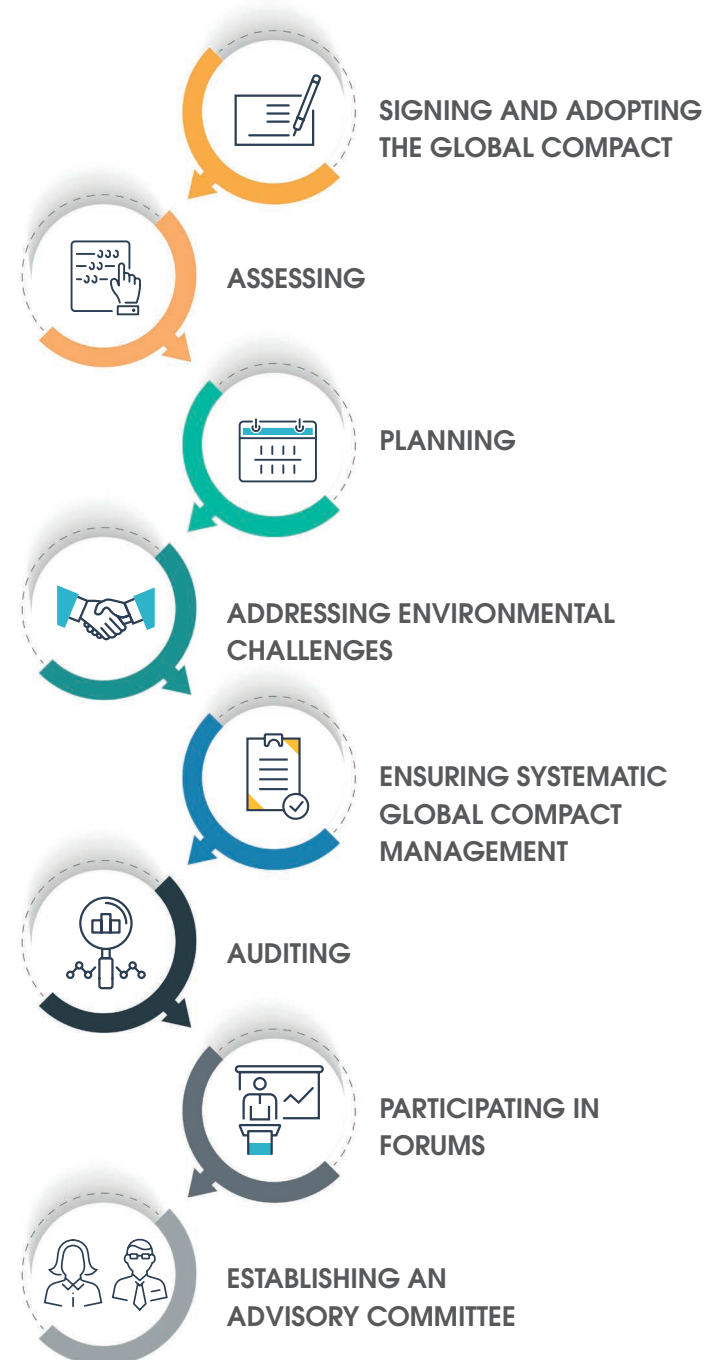 SIGNING AND ADOPTING
THE GLOBAL COMPACT
ASSESSING
PLANNING
ADDRESSING ENVIRONMENTAL
CHALLENGES
ENSURING SYSTEMATIC
GLOBAL COMPACT
MANAGEMENT
AUDITING
PARTICIPATING IN
FORUMS
ESTABLISHING AN
ADVISORY COMMITTEE